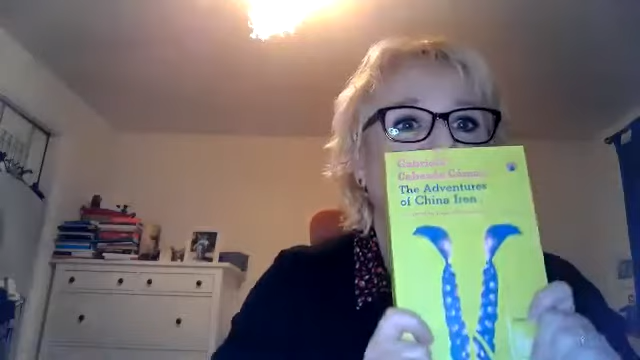 Gabriela
Cabezón Cámara
The Adventures
of China Iron